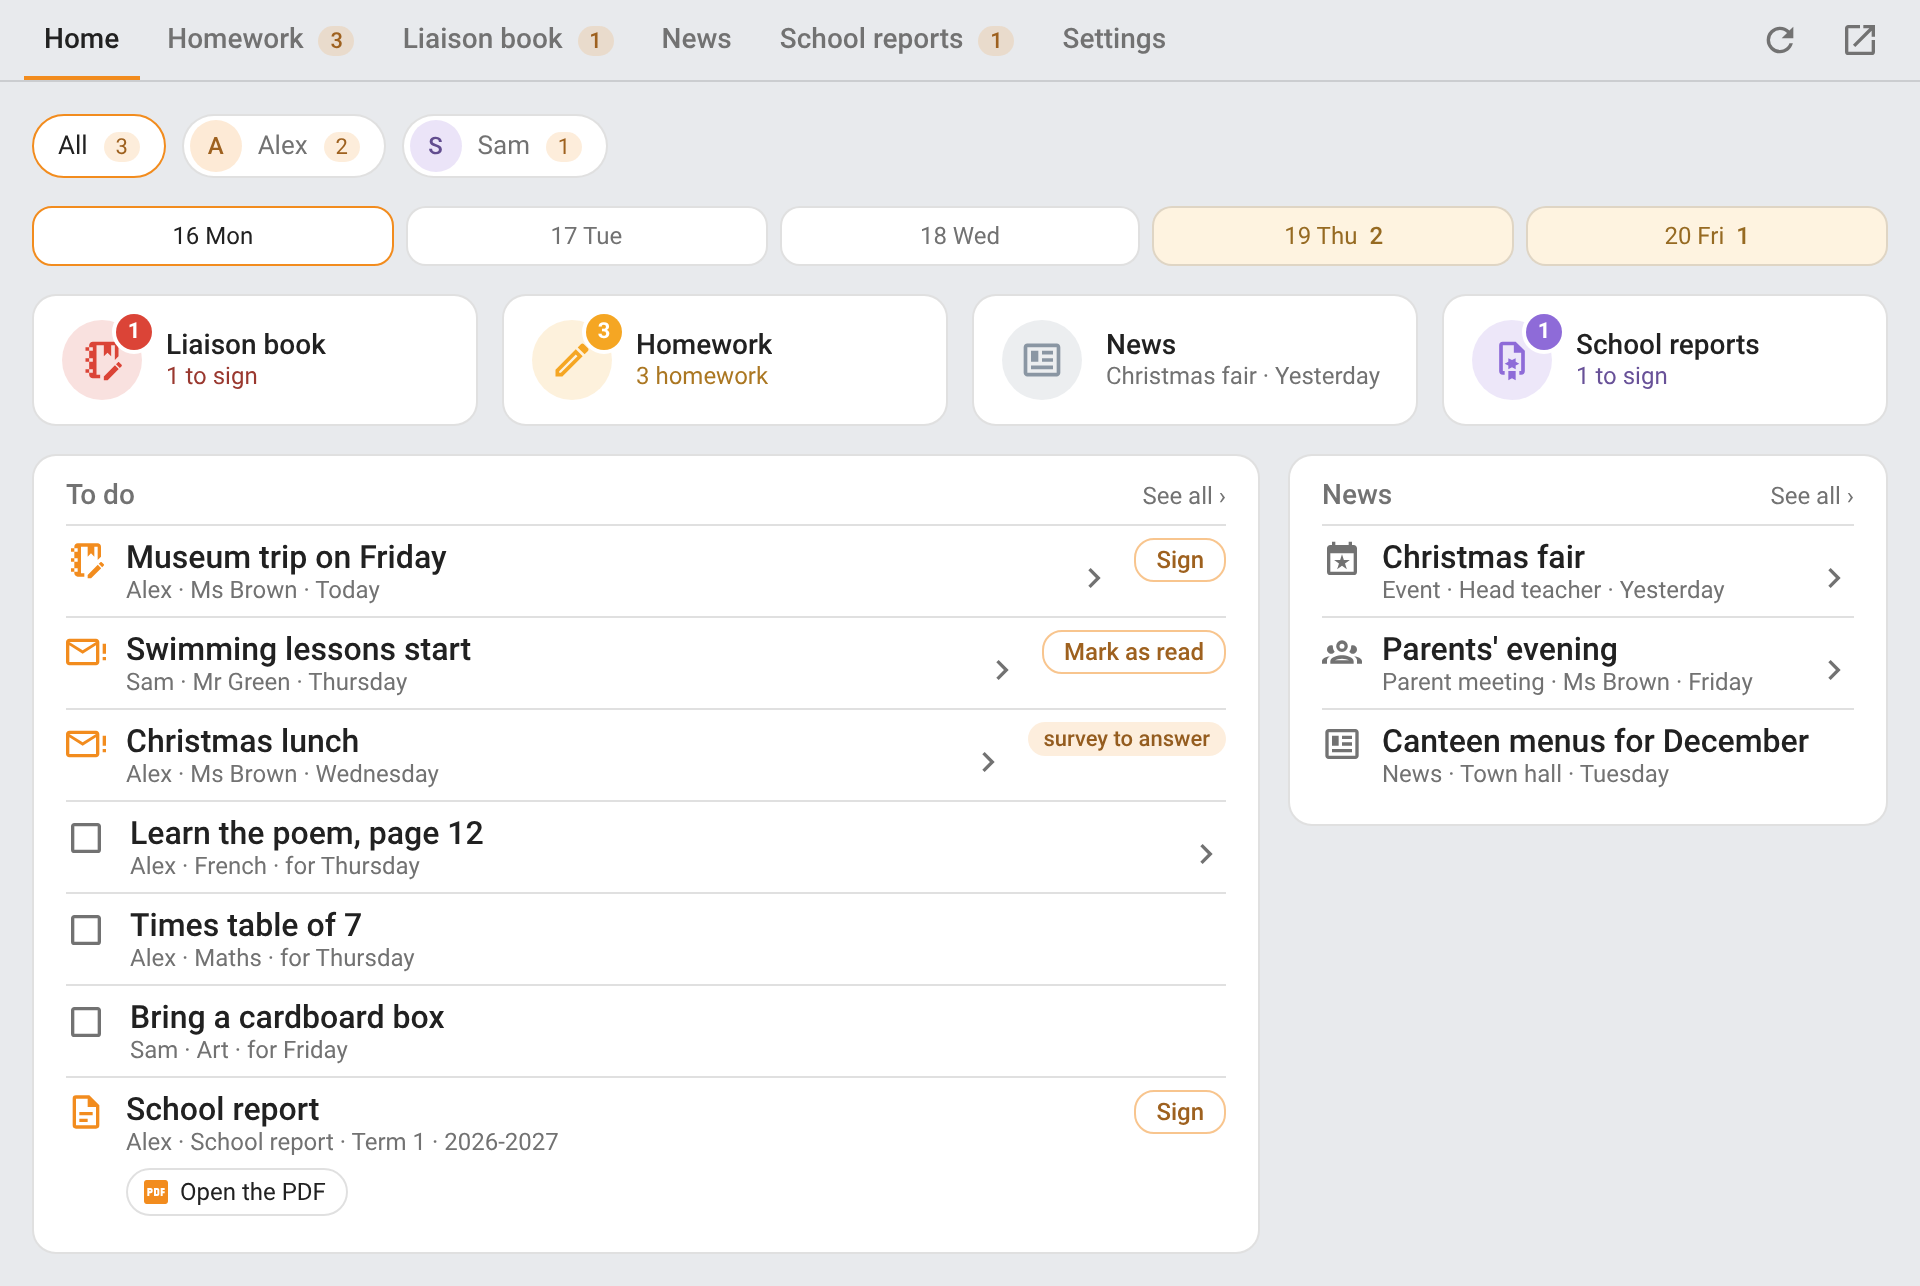 Home
Homework 3
Liaison book 1
News
School reports 1
Settings
All 3
A Alex 2
S Sam 1
16 Mon
17 Tue
18 Wed
19 Thu 2
20 Fri 1
1
Liaison book
1 to sign
3
Homework
3 homework
News
Christmas fair · Yesterday
1
School reports
1 to sign
To do
See all ›
Museum trip on Friday
Alex · Ms Brown · Today
Sign
Swimming lessons start
Sam · Mr Green · Thursday
Mark as read
Christmas lunch
Alex · Ms Brown · Wednesday
survey to answer
Learn the poem, page 12
Alex · French · for Thursday
Times table of 7
Alex · Maths · for Thursday
Bring a cardboard box
Sam · Art · for Friday
School report
Alex · School report · Term 1 · 2026-2027
Sign
PDF Open the PDF
News
See all ›
Christmas fair
Event · Head teacher · Yesterday
Parents' evening
Parent meeting · Ms Brown · Friday
Canteen menus for December
News · Town hall · Tuesday